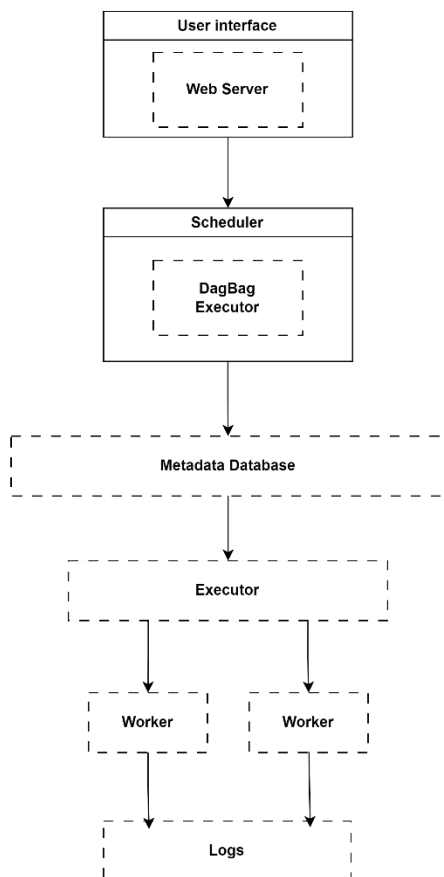 User interface
Web Server
Scheduler
DagBag
Executor
Metadata Database
Executor
Worker
Worker
Logs